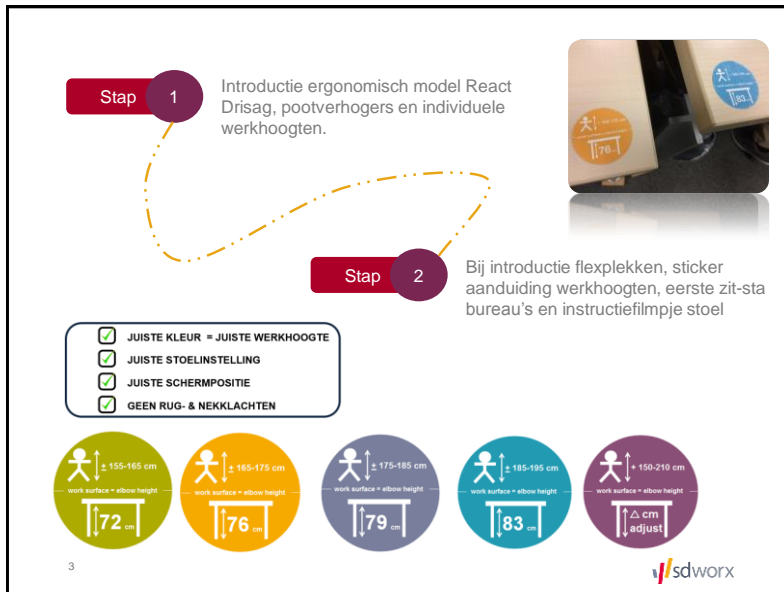 Stap 1
Introductie ergonomisch model React
Drisag, pootverhogers en individuele
werkhoogten.
76
83
Stap 2
Bij introductie flexplekken, sticker
aanduiding werkhoogten, eerste zit-sta
bureau's en instructiefilmpje stoel
JUISTE KLEUR = JUISTE WERKHOOGTE
JUISTE STOELINSTELLING
JUISTE SCHERMPOSITIE
GEEN RUG- & NEKKLACHTEN
± 155-165 cm
work surface = elbow height
72 cm
± 165-175 cm
work surface = elbow height
76 cm
± 175-185 cm
work surface = elbow height
79 cm
± 185-195 cm
work surface = elbow height
83 cm
+ 150-210 cm
work surface = elbow height
△ cm
adjust
3
sdworx